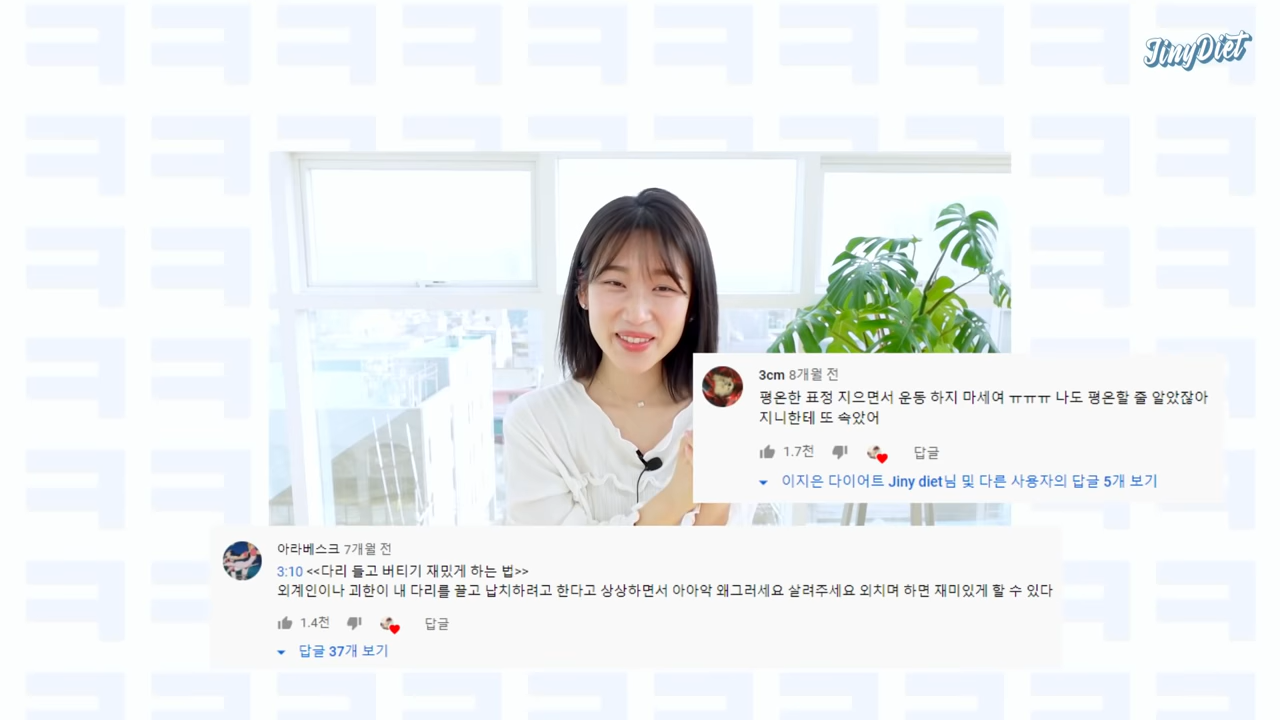 JinyDiet
3cm 8개월 전
평온한 표정 지으면서 운동 하지 마세여 ㅠㅠㅠ 나도 평온할 줄 알았잖아
지니한테 또 속았어
1.7천 답글
이지은 다이어트 Jiny diet님 및 다른 사용자의 답글 5개 보기
아라베스크 7개월 전
3:10 <<다리 들고 버티기 재밌게 하는 법>>
외계인이나 괴한이 내 다리를 끌고 납치하려고 한다고 상상하면서 아아악 왜그러세요 살려주세요 외치며 하면 재미있게 할 수 있다
1.4천 답글
답글 37개 보기